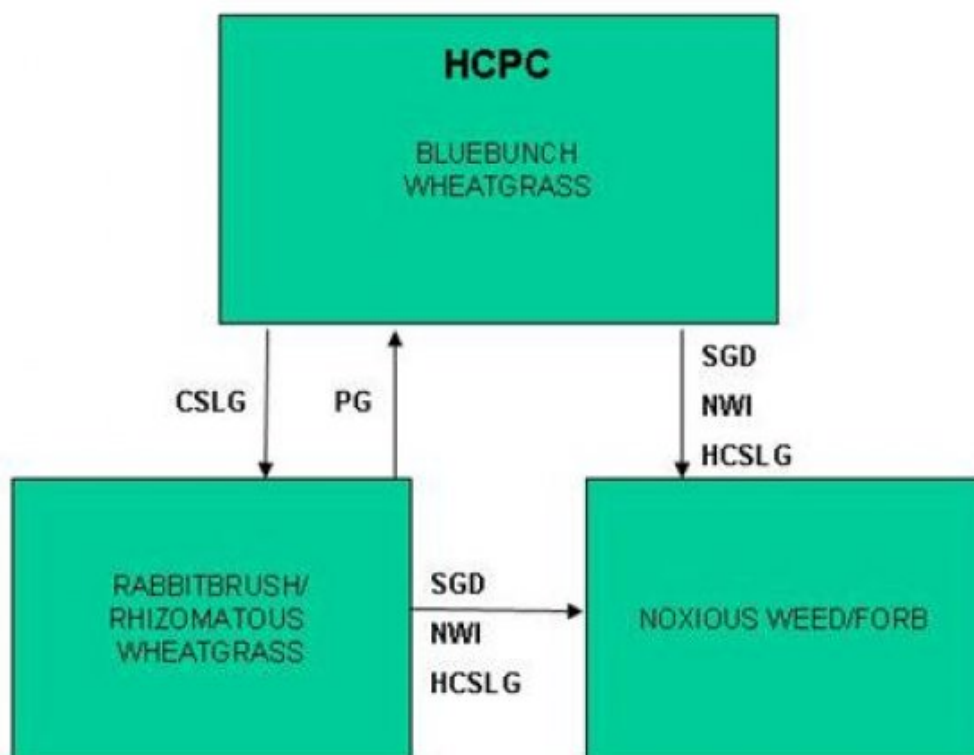 HCPC
BLUEBUNCH
WHEATGRASS
CSLG
PG
SGD
NWI
HCSLG
RABBITBRUSH/
RHIZOMATOUS
WHEATGRASS
SGD
NWI
HCSLG
NOXIOUS WEED/FORB